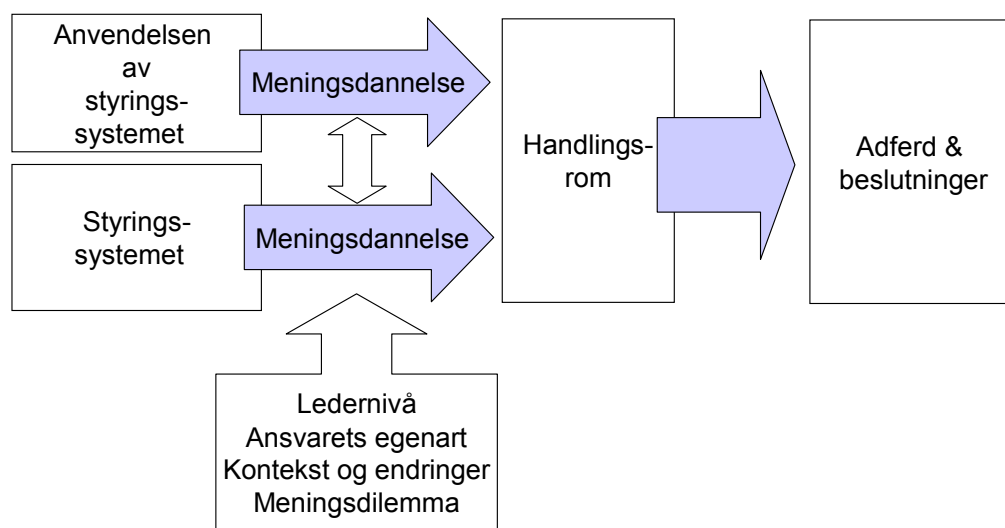 Anvendelsen
av
styrings-
systemet
Meningsdannelse
Styrings-
systemet
Meningsdannelse
Handlings-
rom
Adferd &
beslutninger
Ledernivå
Ansvarets egenart
Kontekst og endringer
Meningsdilemma